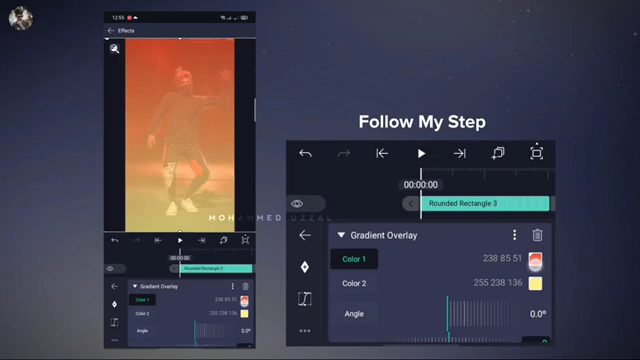 12:55
Effects
Follow My Step
00:00:00
Rounded Rectangle 3
Gradient Overlay
Color 1 238 85 51
Color 2 255 238 136
Angle 0.0º
MOHAMMED UZZAL
00:00:00
Rounded Rectangle 3
Gradient Overlay
Color 1 238 85 51
Color 2 255 238 136
Angle 0.0º